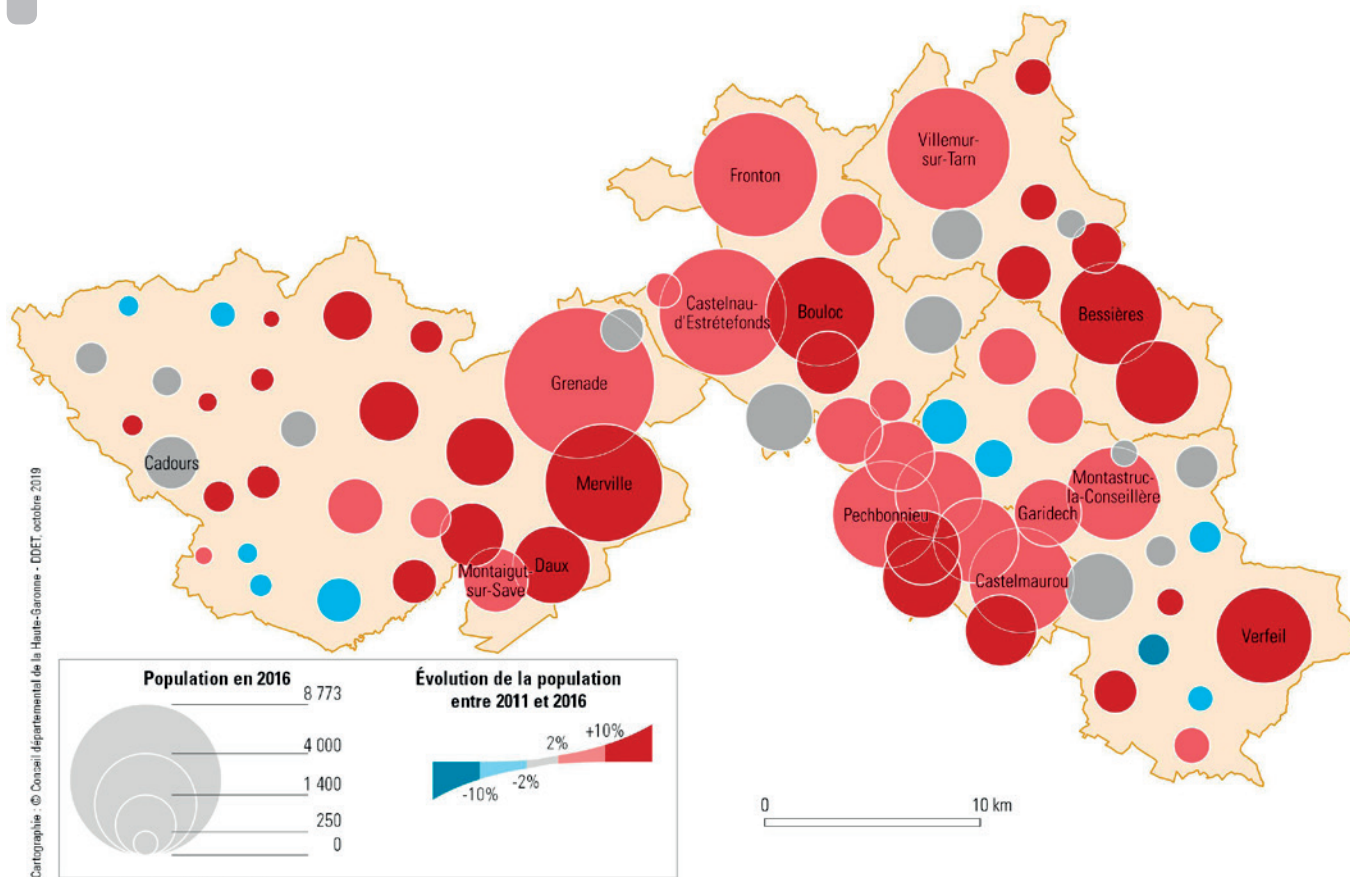 Villemur-
sur-Tarn
Fronton
Castelnau-
d'Estrétefonds
Bouloc
Bessières
Grenade
Cadours
Merville
Montastruc-
la-Conseillère
Pechbonnieu
Garidech
Daux
Montaigut-
sur-Save
Castelmaurou
Verfeil
Population en 2016
8 773
4 000
1 400
250
0
Évolution de la population
entre 2011 et 2016
+10%
2%
-2%
-10%
0 10 km
Cartographie : © Conseil départemental de la Haute-Garonne - DDET, octobre 2019